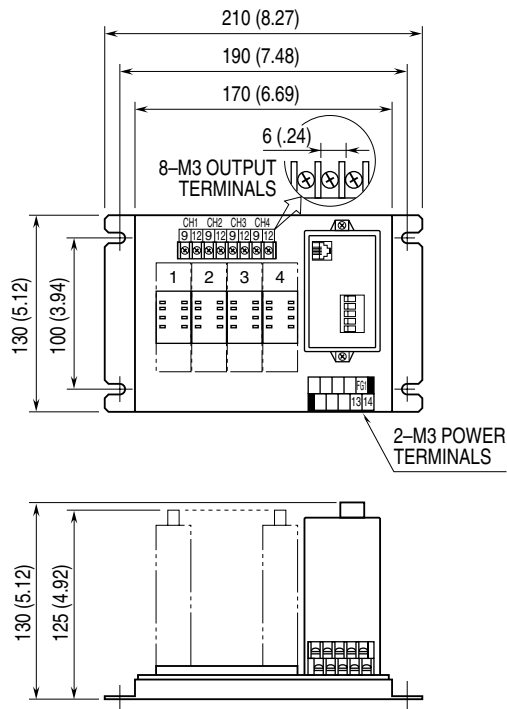 210 (8.27)
190 (7.48)
170 (6.69)
6 (.24)
8–M3 OUTPUT
TERMINALS
CH1 CH2 CH3 CH4
9 12 9 12 9 12 9 12
1 2 3 4
130 (5.12)
100 (3.94)
FG1
13 14
2–M3 POWER
TERMINALS
130 (5.12)
125 (4.92)